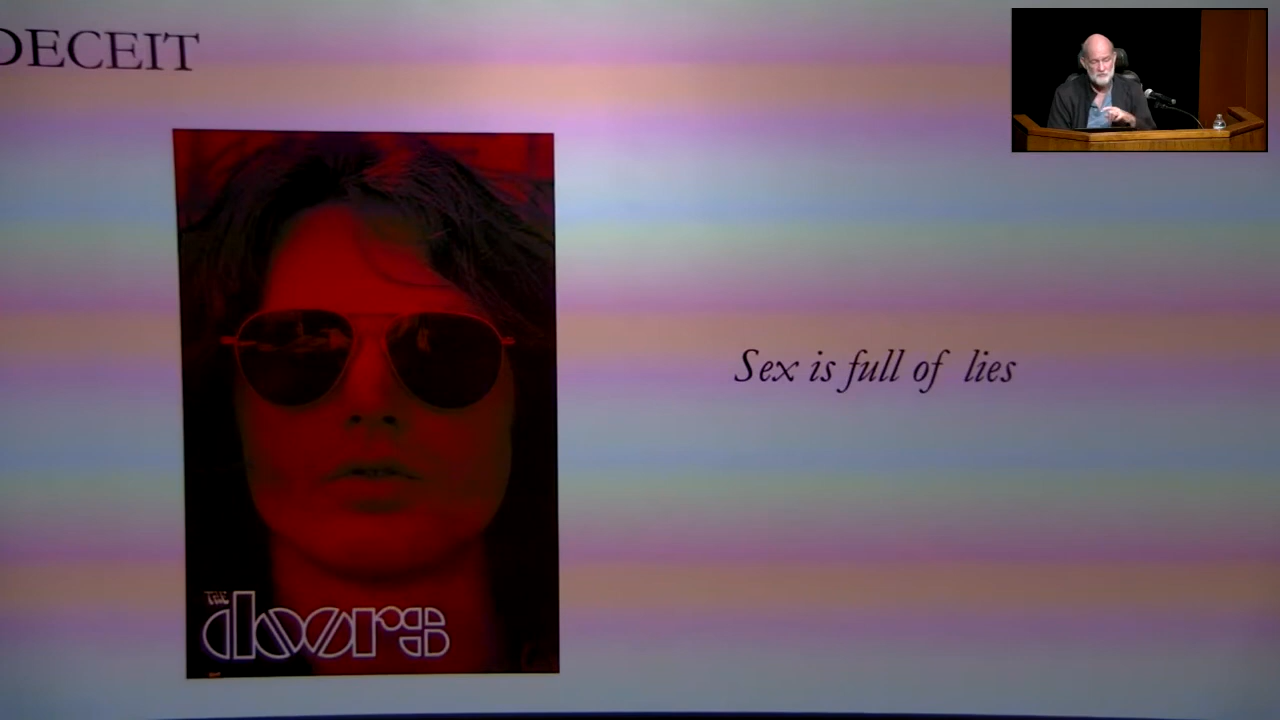 DECEIT
Sex is full of lies
THE
doors